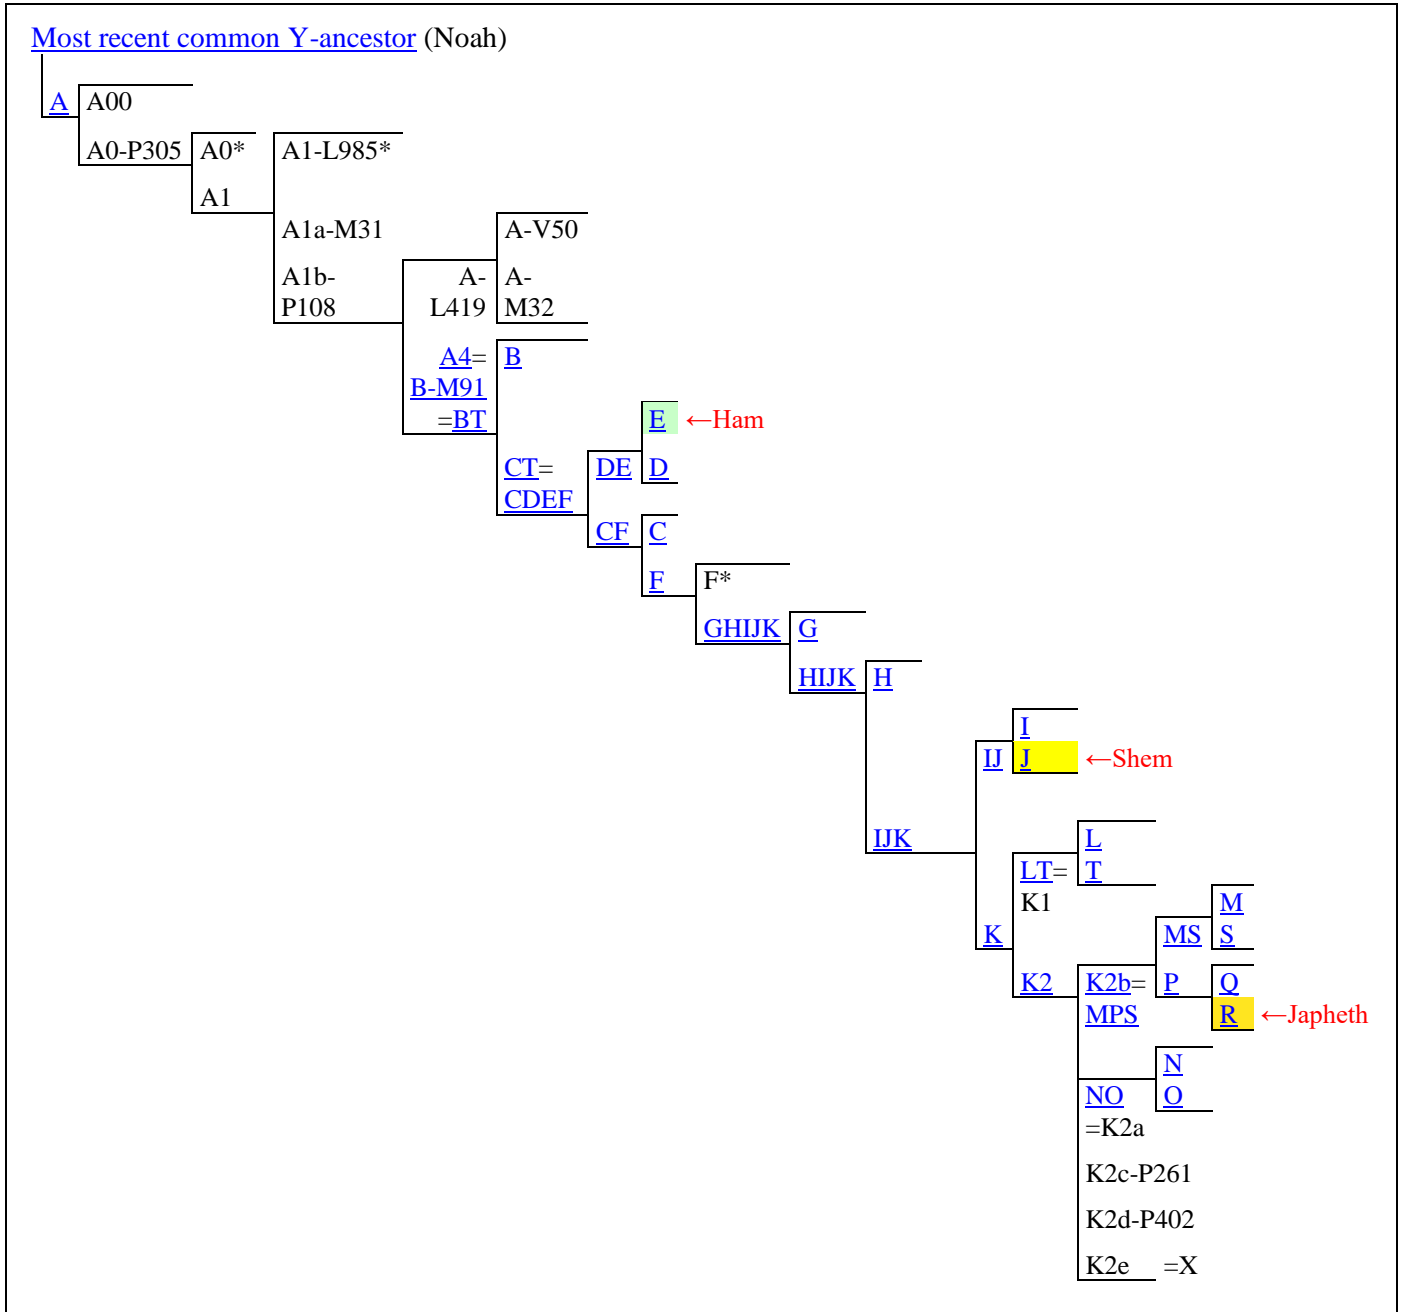 Most recent common Y-ancestor (Noah)
A A00
A0-P305 A0* A1-L985*
A1
A1a-M31 A-V50
A1b- A- A-
P108 L419 M32
A4= B
B-M91
=BT E ←Ham
CT= DE D
CDEF
CF C
F F*
GHIJK G
HIJK H
I
IJ J ←Shem
IJK L
LT= T
K1 M
K MS S
K2 K2b= P Q
MPS R ←Japheth
N
NO O
=K2a
K2c-P261
K2d-P402
K2e =X